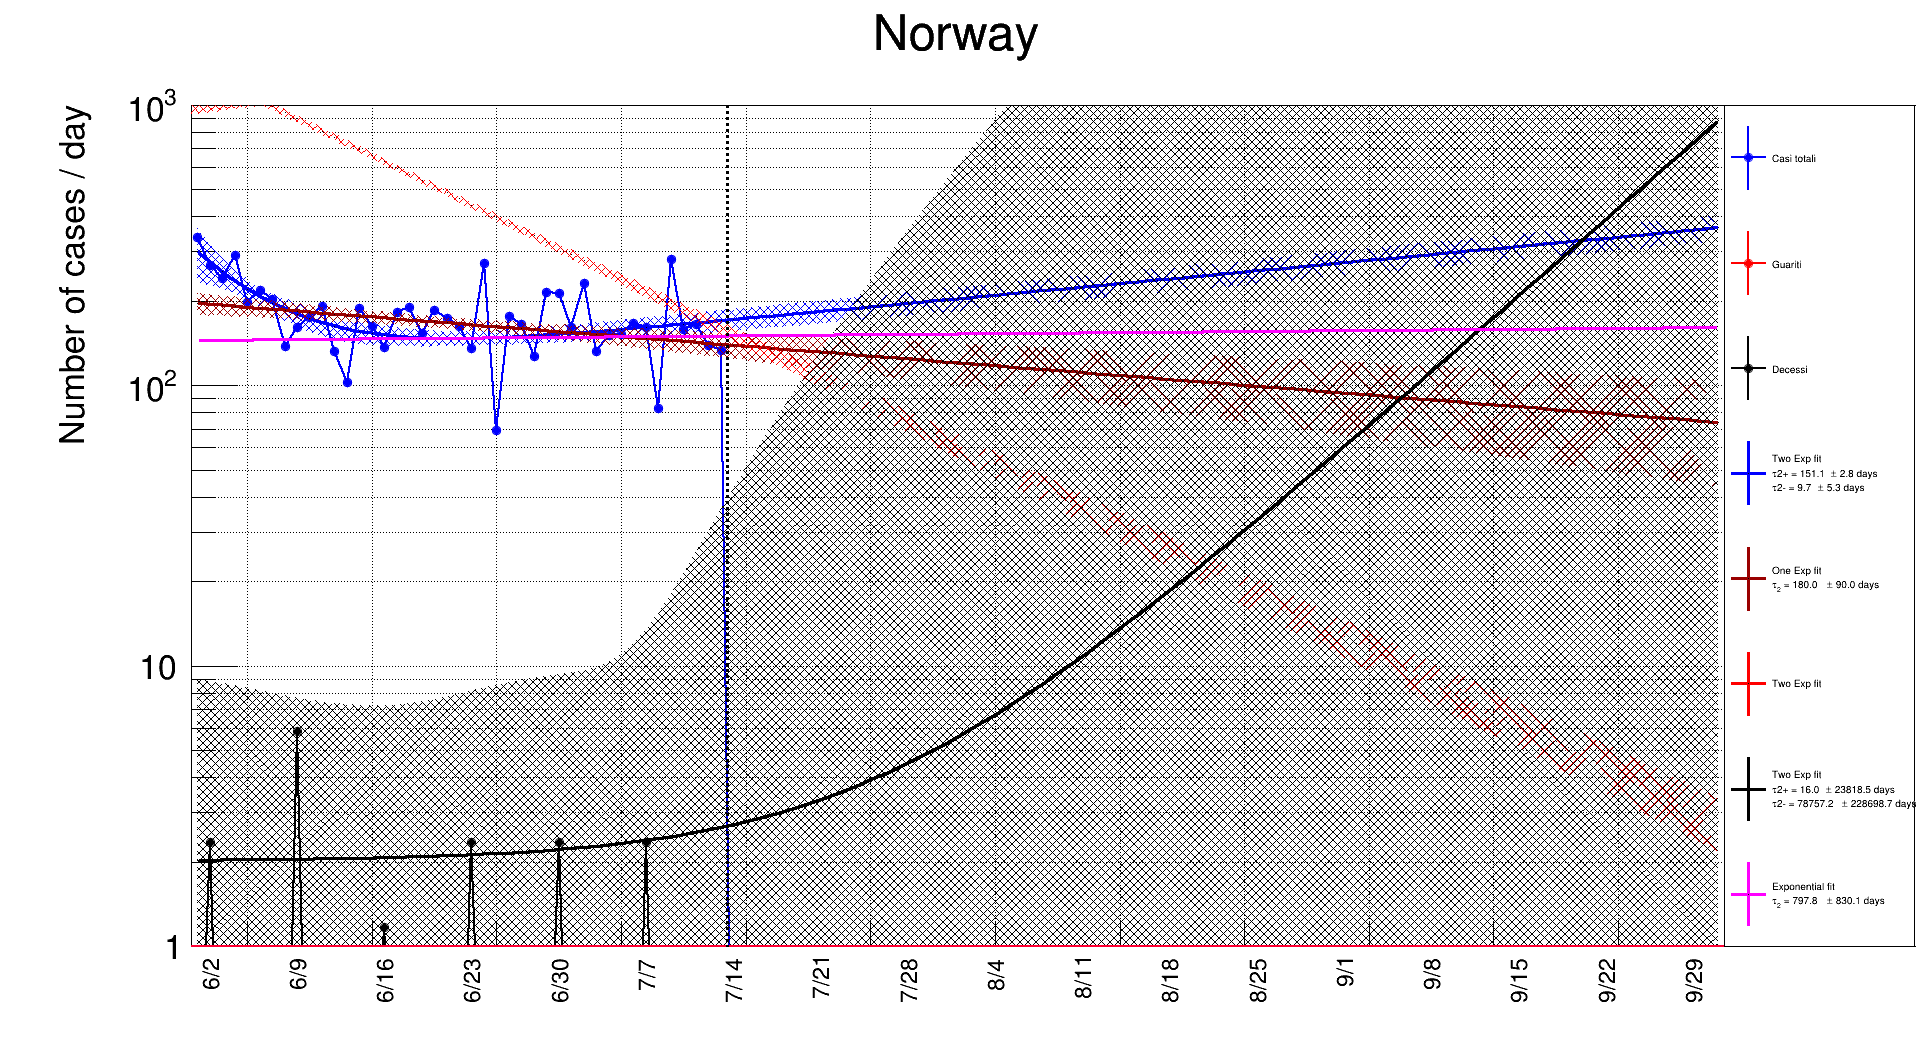 Norway
Number of cases / day
10³
10²
10
1
6/2 6/9 6/16 6/23 6/30 7/7 7/14 7/21 7/28 8/4 8/11 8/18 8/25 9/1 9/8 9/15 9/22 9/29
Casi totali
Guariti
Decessi
Two Exp fit
τ2+ = 151.1 ± 2.8 days
τ2- = 9.7 ± 5.3 days
One Exp fit
τ₂ = 180.0 ± 90.0 days
Two Exp fit
Two Exp fit
τ2+ = 16.0 ± 23818.5 days
τ2- = 78757.2 ± 228698.7 days
Exponential fit
τ₂ = 797.8 ± 830.1 days